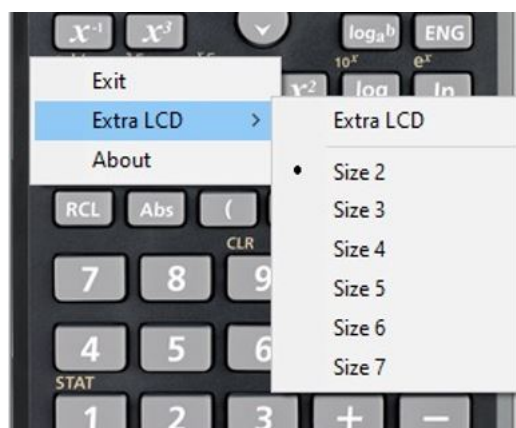 x⁻¹ x³ logₐb ENG
10ˣ eˣ
Exit
x² log ln
Extra LCD > Extra LCD
About
Size 2
RCL Abs (
Size 3
CLR
Size 4
7 8 9
Size 5
Size 6
4 5 6
Size 7
STAT
1 2 3 + −